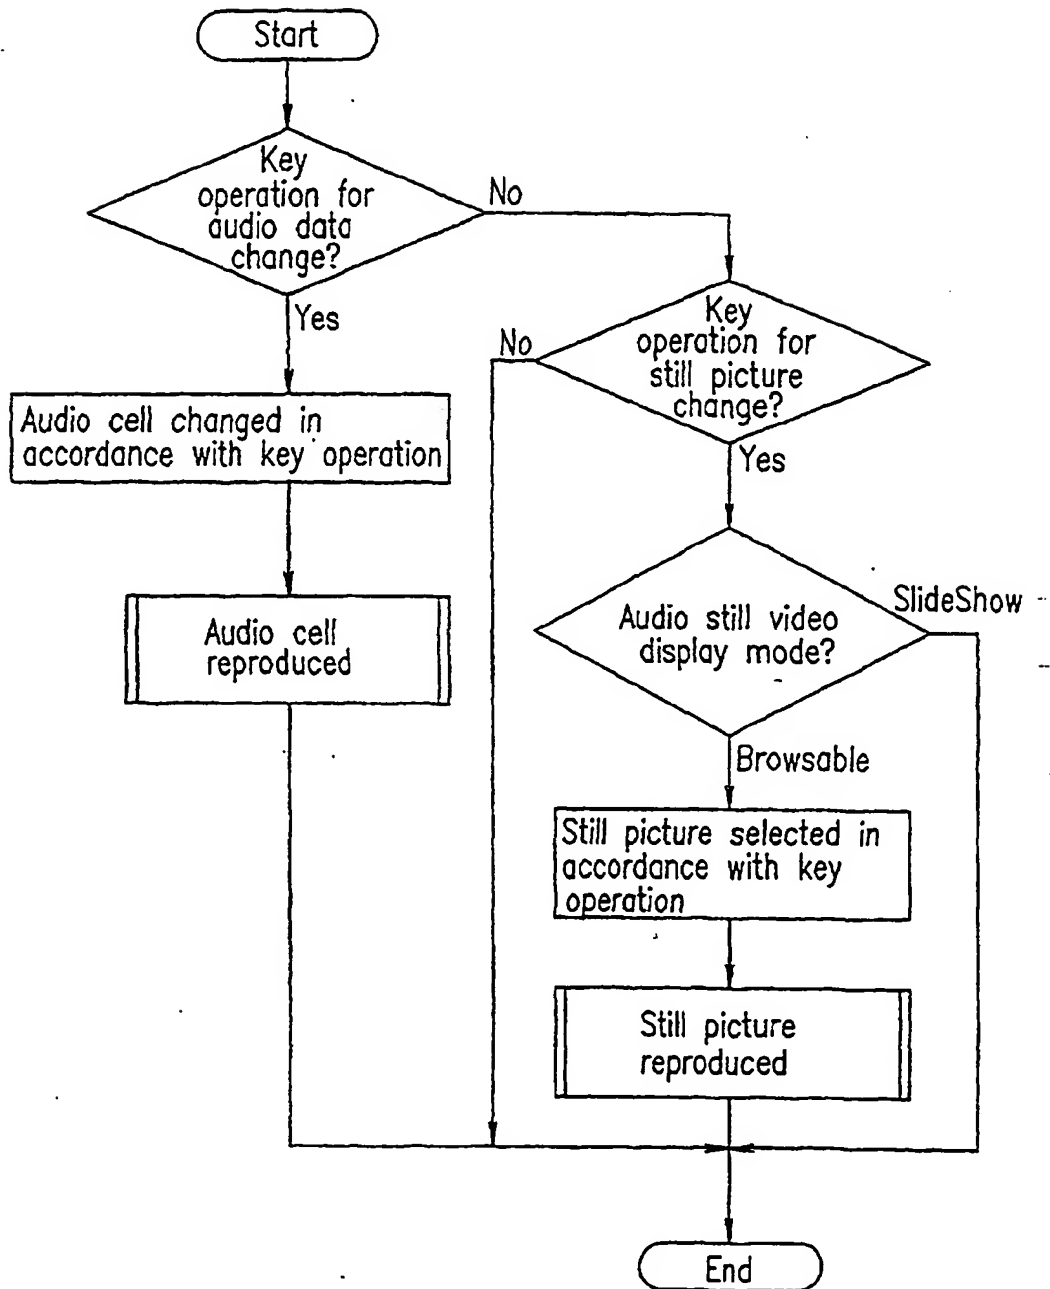 Start
Key
operation for
audio data
change?
No
Yes
Key
operation for
still picture
change?
No
Yes
Audio cell changed in
accordance with key operation
Audio cell
reproduced
Audio still video
display mode?
SlideShow
Browsable
Still picture selected in
accordance with key
operation
Still picture
reproduced
End